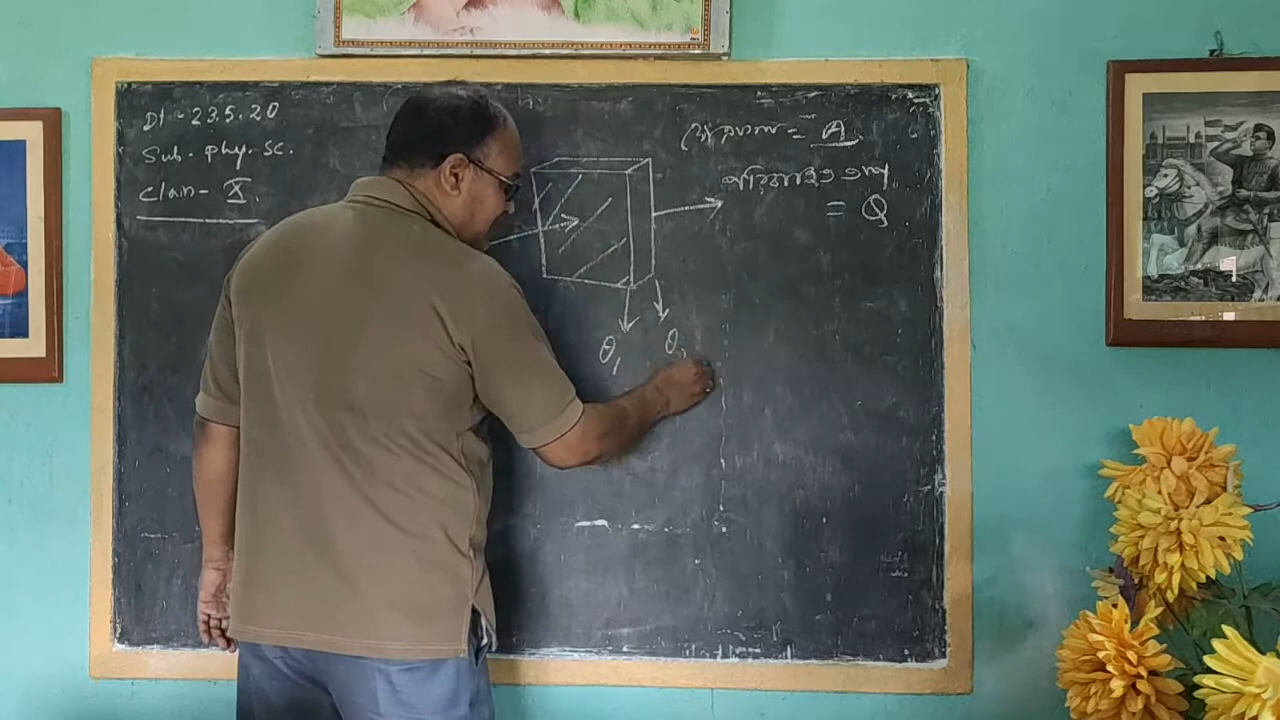 Dt - 23.5.20
Sub. Phy. Sc.
Class - X.
ক্ষেত্রফল = A
পরিবাহিত তাপ
= Q
θ₁
θ₂